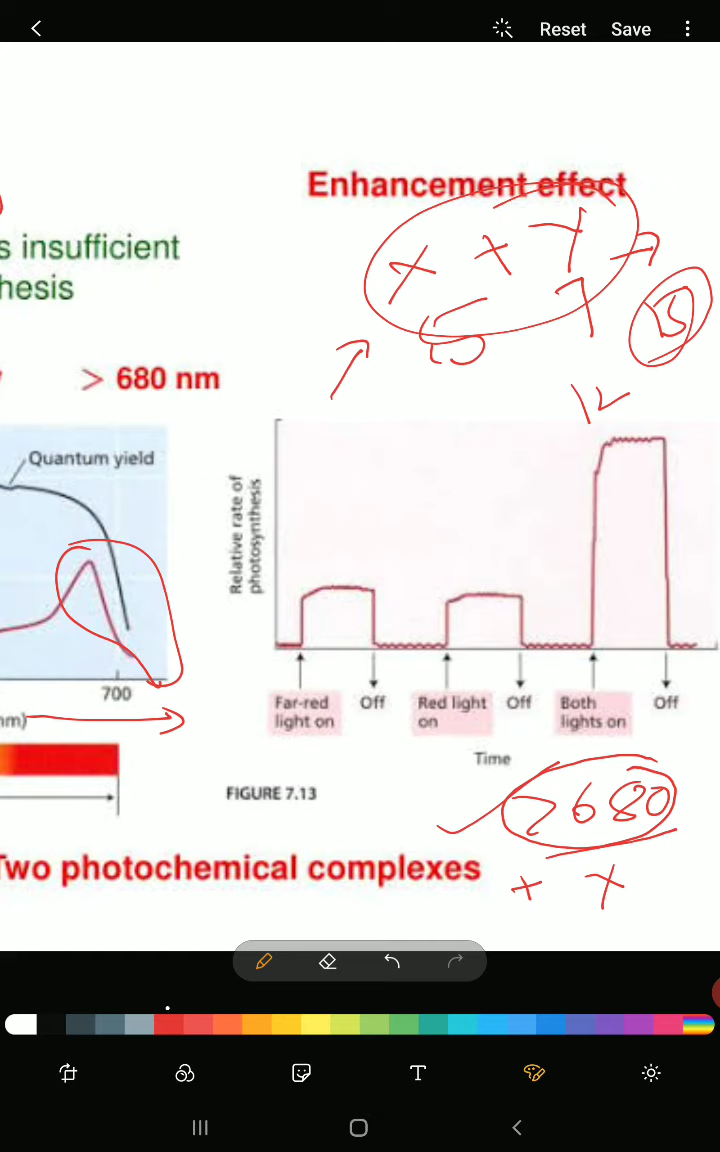 Reset Save
Enhancement effect
s insufficient
hesis
> 680 nm
Quantum yield
700
nm)
Relative rate of
photosynthesis
Far-red
light on
Off
Red light
on
Off
Both
lights on
Off
Time
FIGURE 7.13
2680
Two photochemical complexes
+ x
T